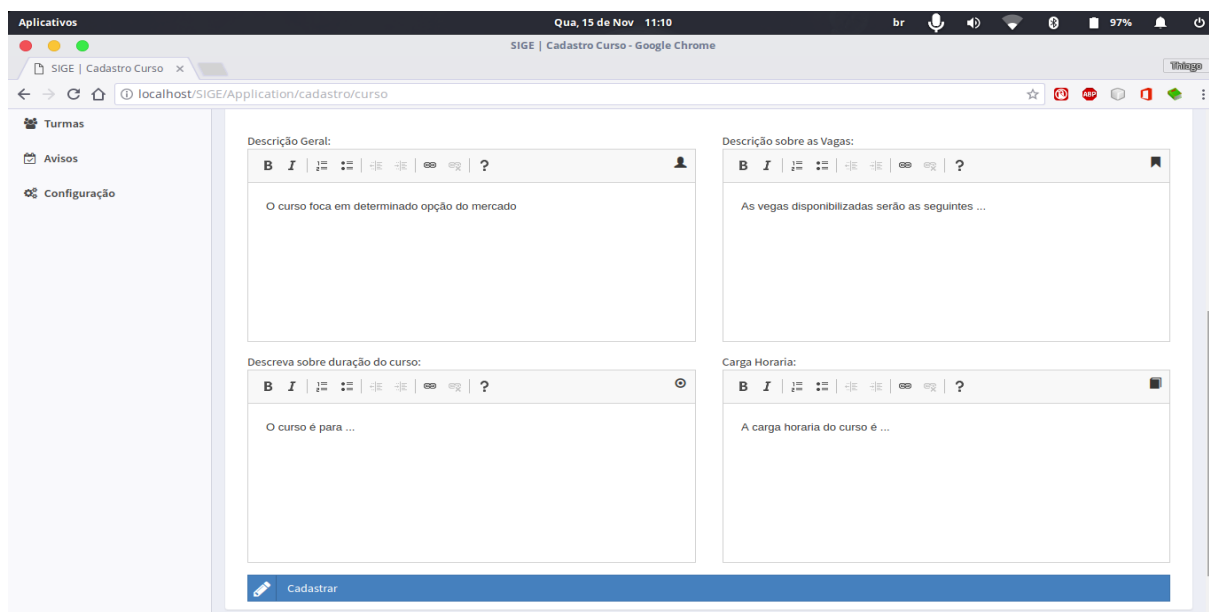 Aplicativos Qua, 15 de Nov 11:10 br 97%
SIGE | Cadastro Curso - Google Chrome
SIGE | Cadastro Curso × Thiago
localhost/SIGE/Application/cadastro/curso ABP
Turmas
Avisos
Configuração
Descrição Geral: Descrição sobre as Vagas:
B I ? B I ?
O curso foca em determinado opção do mercado As vegas disponibilizadas serão as seguintes ...
Descreva sobre duração do curso: Carga Horaria:
B I ? B I ?
O curso é para ... A carga horaria do curso é ...
Cadastrar